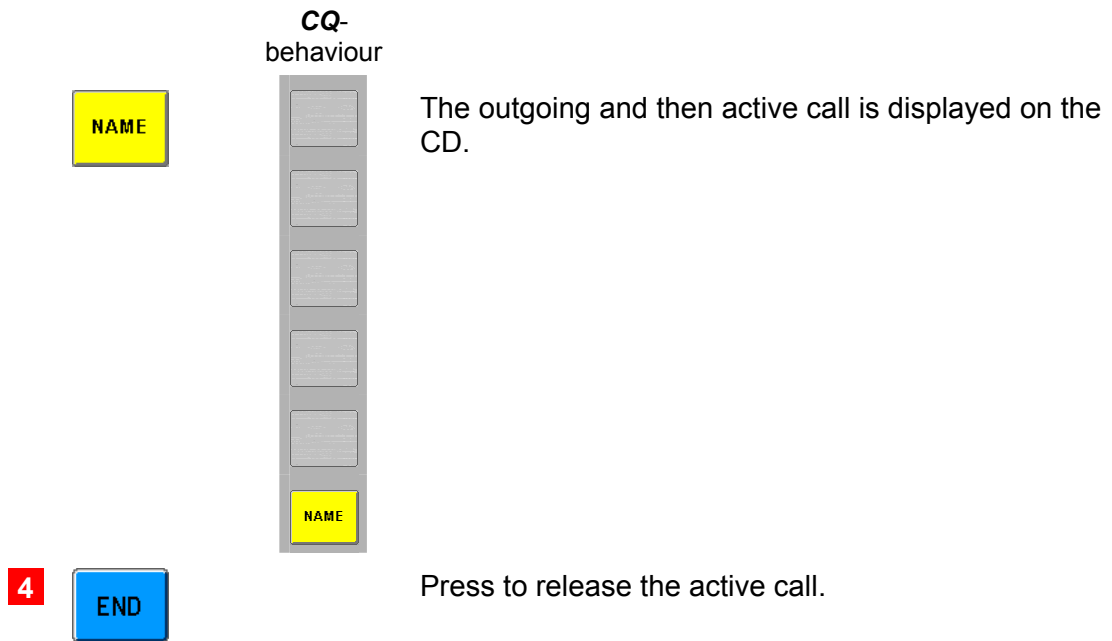 CQ-
behaviour
NAME
The outgoing and then active call is displayed on the
CD.
NAME
4
END
Press to release the active call.